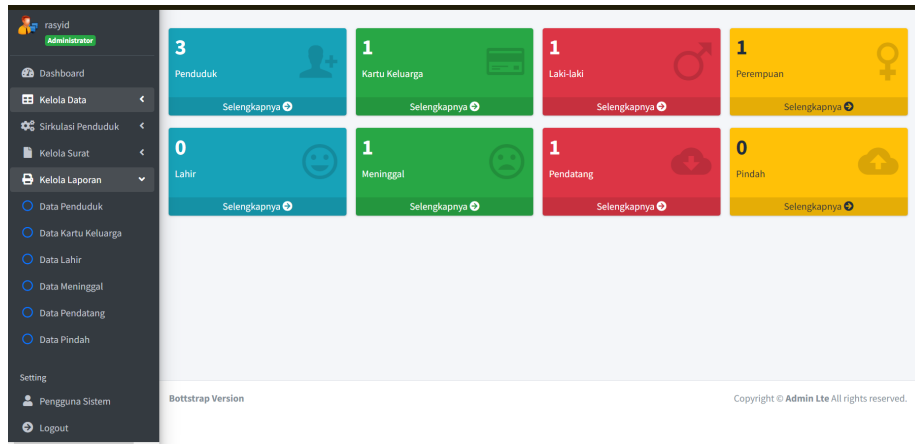 rasyid
Administrator
Dashboard
Kelola Data
Sirkulasi Penduduk
Kelola Surat
Kelola Laporan
Data Penduduk
Data Kartu Keluarga
Data Lahir
Data Meninggal
Data Pendatang
Data Pindah
Setting
Pengguna Sistem
Logout
3
Penduduk
Selengkapnya
1
Kartu Keluarga
Selengkapnya
1
Laki-laki
Selengkapnya
1
Perempuan
Selengkapnya
0
Lahir
Selengkapnya
1
Meninggal
Selengkapnya
1
Pendatang
Selengkapnya
0
Pindah
Selengkapnya
Bottstrap Version
Copyright © Admin Lte All rights reserved.